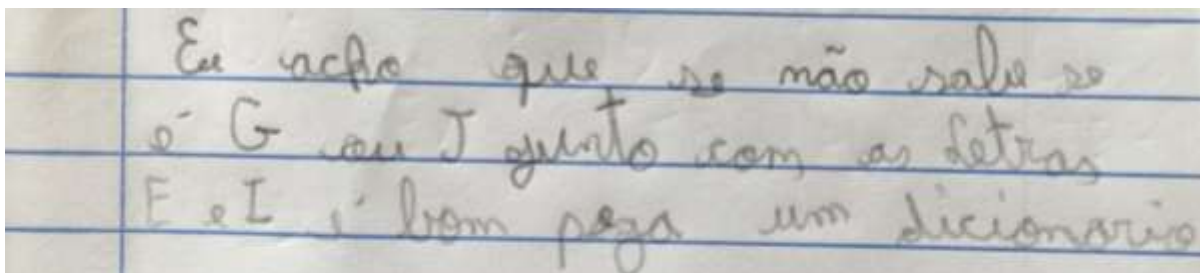 Eu acho que se não sabe se
é G ou J junto com as letras
E e I é bom pega um dicionario